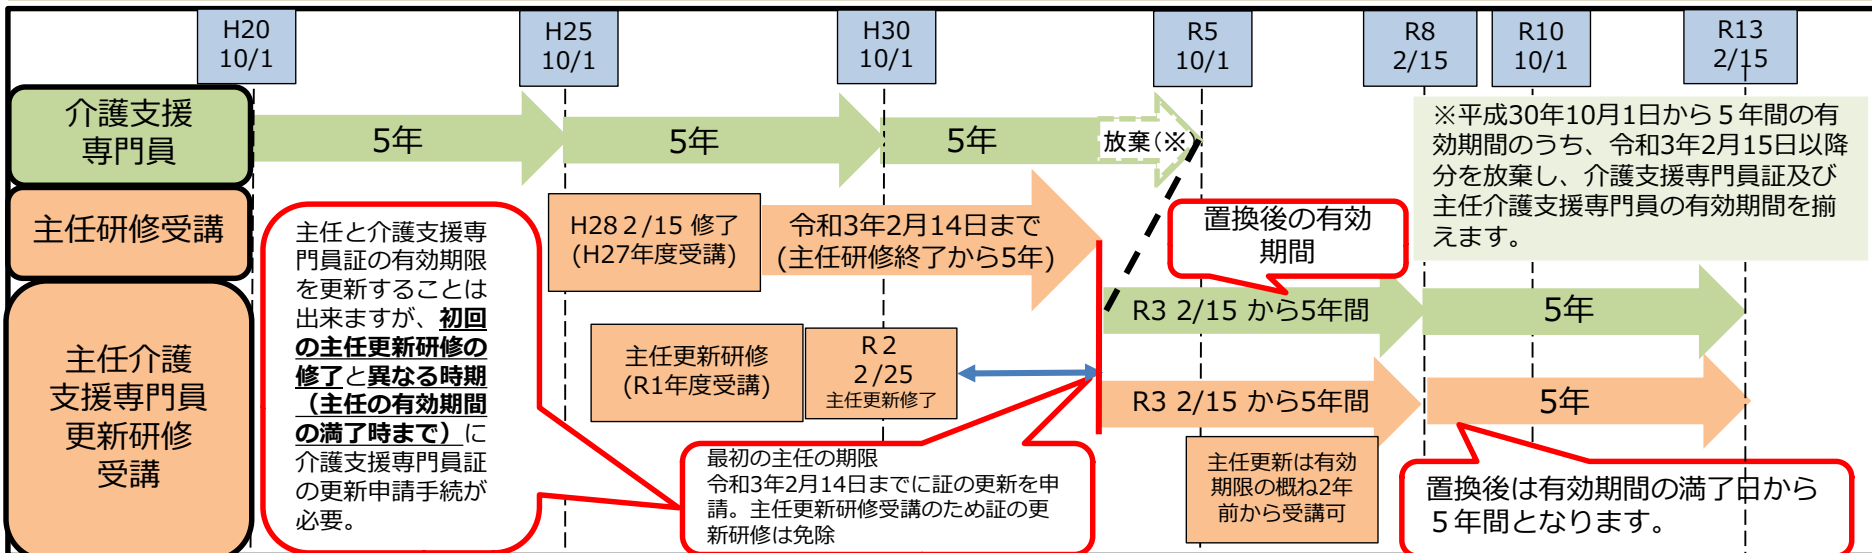 H20
10/1
H25
10/1
H30
10/1
R5
10/1
R8
2/15
R10
10/1
R13
2/15
介護支援
専門員
5年
5年
5年
放棄(※)
※平成30年10月1日から５年間の有
効期間のうち、令和3年2月15日以降
分を放棄し、介護支援専門員証及び
主任介護支援専門員の有効期間を揃
えます。
主任研修受講
H28 2/15 修了
(H27年度受講)
令和3年2月14日まで
(主任研修終了から5年)
置換後の有効
期間
主任と介護支援専
門員証の有効期限
を更新することは
出来ますが、初回
の主任更新研修の
修了と異なる時期
（主任の有効期間
の満了時まで）に
介護支援専門員証
の更新申請手続が
必要。
主任介護
支援専門員
更新研修
受講
主任更新研修
(R1年度受講)
R２
2/25
主任更新修了
R3 2/15 から5年間
5年
R3 2/15 から5年間
5年
最初の主任の期限
令和3年2月14日までに証の更新を申
請。主任更新研修受講のため証の更
新研修は免除
主任更新は有効
期限の概ね2年
前から受講可
置換後は有効期間の満了日から
５年間となります。